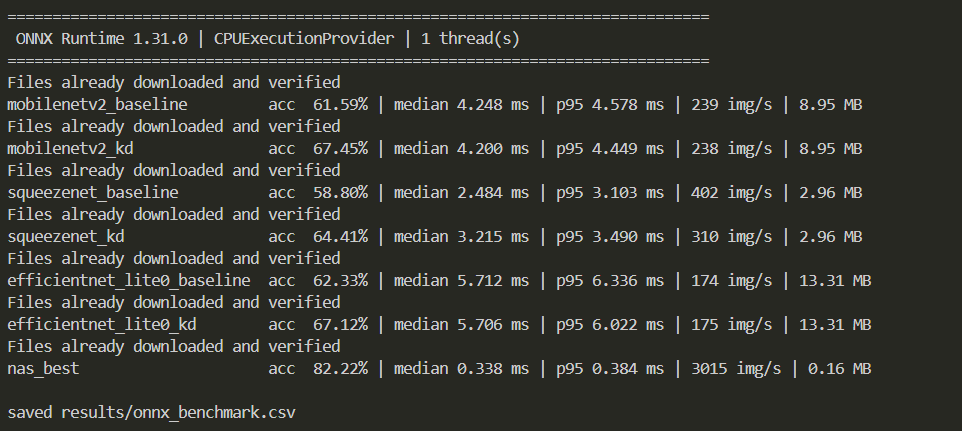 ==============================================================================
ONNX Runtime 1.31.0 | CPUExecutionProvider | 1 thread(s)
==============================================================================
Files already downloaded and verified
mobilenetv2_baseline         acc  61.59% | median 4.248 ms | p95 4.578 ms | 239 img/s | 8.95 MB
Files already downloaded and verified
mobilenetv2_kd               acc  67.45% | median 4.200 ms | p95 4.449 ms | 238 img/s | 8.95 MB
Files already downloaded and verified
squeezenet_baseline          acc  58.80% | median 2.484 ms | p95 3.103 ms | 402 img/s | 2.96 MB
Files already downloaded and verified
squeezenet_kd                acc  64.41% | median 3.215 ms | p95 3.490 ms | 310 img/s | 2.96 MB
Files already downloaded and verified
efficientnet_lite0_baseline  acc  62.33% | median 5.712 ms | p95 6.336 ms | 174 img/s | 13.31 MB
Files already downloaded and verified
efficientnet_lite0_kd        acc  67.12% | median 5.706 ms | p95 6.022 ms | 175 img/s | 13.31 MB
Files already downloaded and verified
nas_best                     acc  82.22% | median 0.338 ms | p95 0.384 ms | 3015 img/s | 0.16 MB
saved results/onnx_benchmark.csv